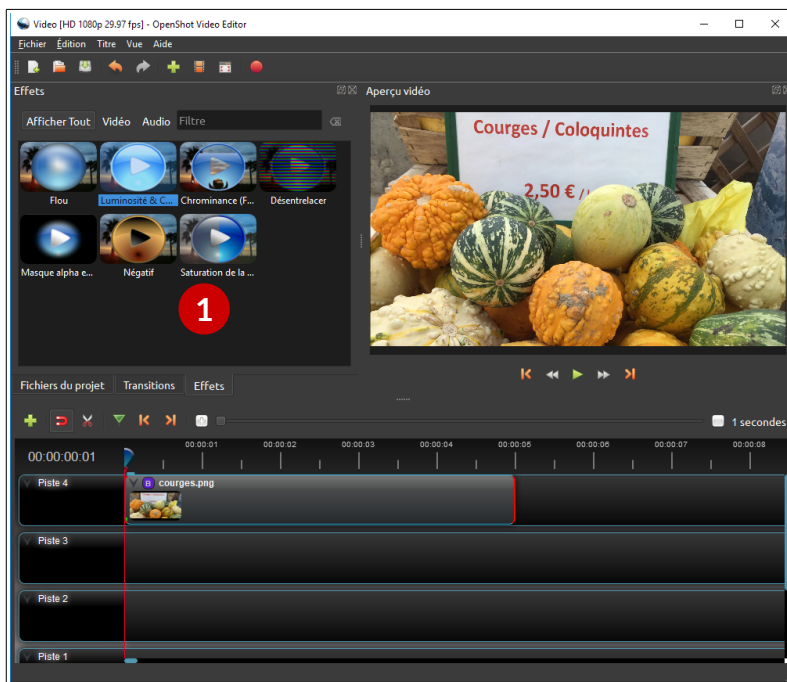 Video [HD 1080p 29.97 fps] - OpenShot Video Editor
Fichier Édition Titre Vue Aide
Effets
Aperçu vidéo
Afficher Tout Vidéo Audio Filtre
Flou Luminosité & C... Chrominance (F... Désentrelacer
Masque alpha e... Négatif Saturation de la ...
1
Courges / Coloquintes
2,50 € /
Fichiers du projet Transitions Effets
1 secondes
00:00:00:01
00:00:01 00:00:02 00:00:03 00:00:04 00:00:05 00:00:06 00:00:07 00:00:08
Piste 4
B courges.png
Piste 3
Piste 2
Piste 1